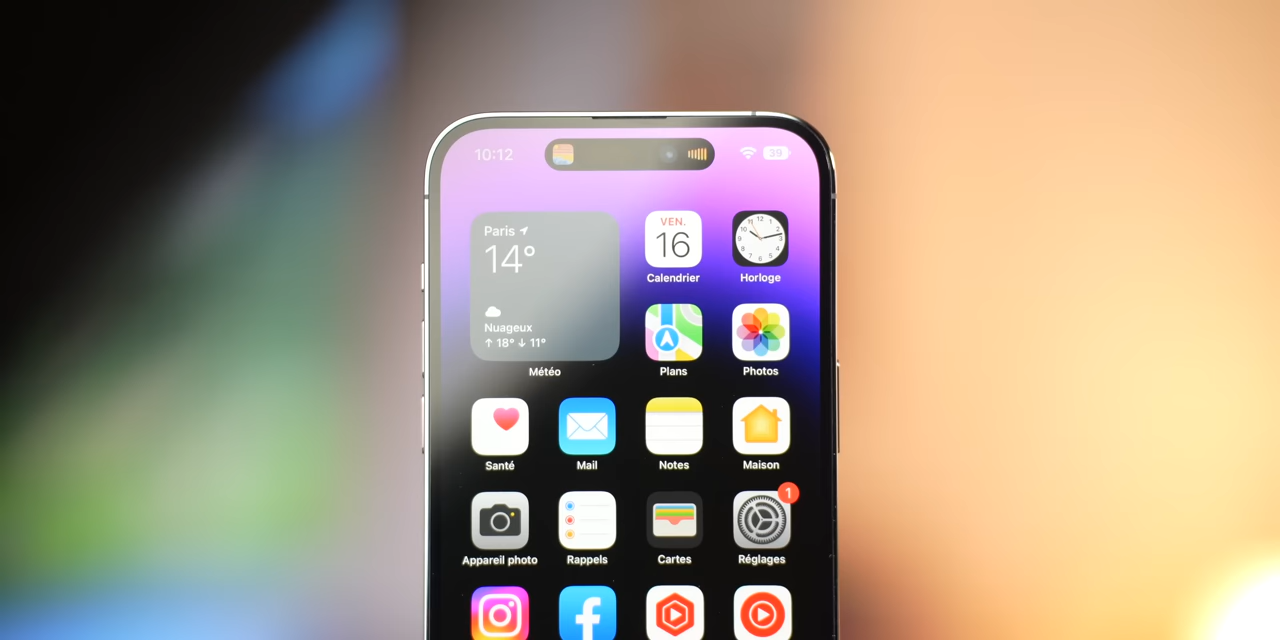 10:12
39
Paris
14°
Nuageux
↑ 18° ↓ 11°
Météo
VEN.
16
Calendrier
Horloge
Plans
Photos
Santé
Mail
Notes
Maison
1
Appareil photo
Rappels
Cartes
Réglages